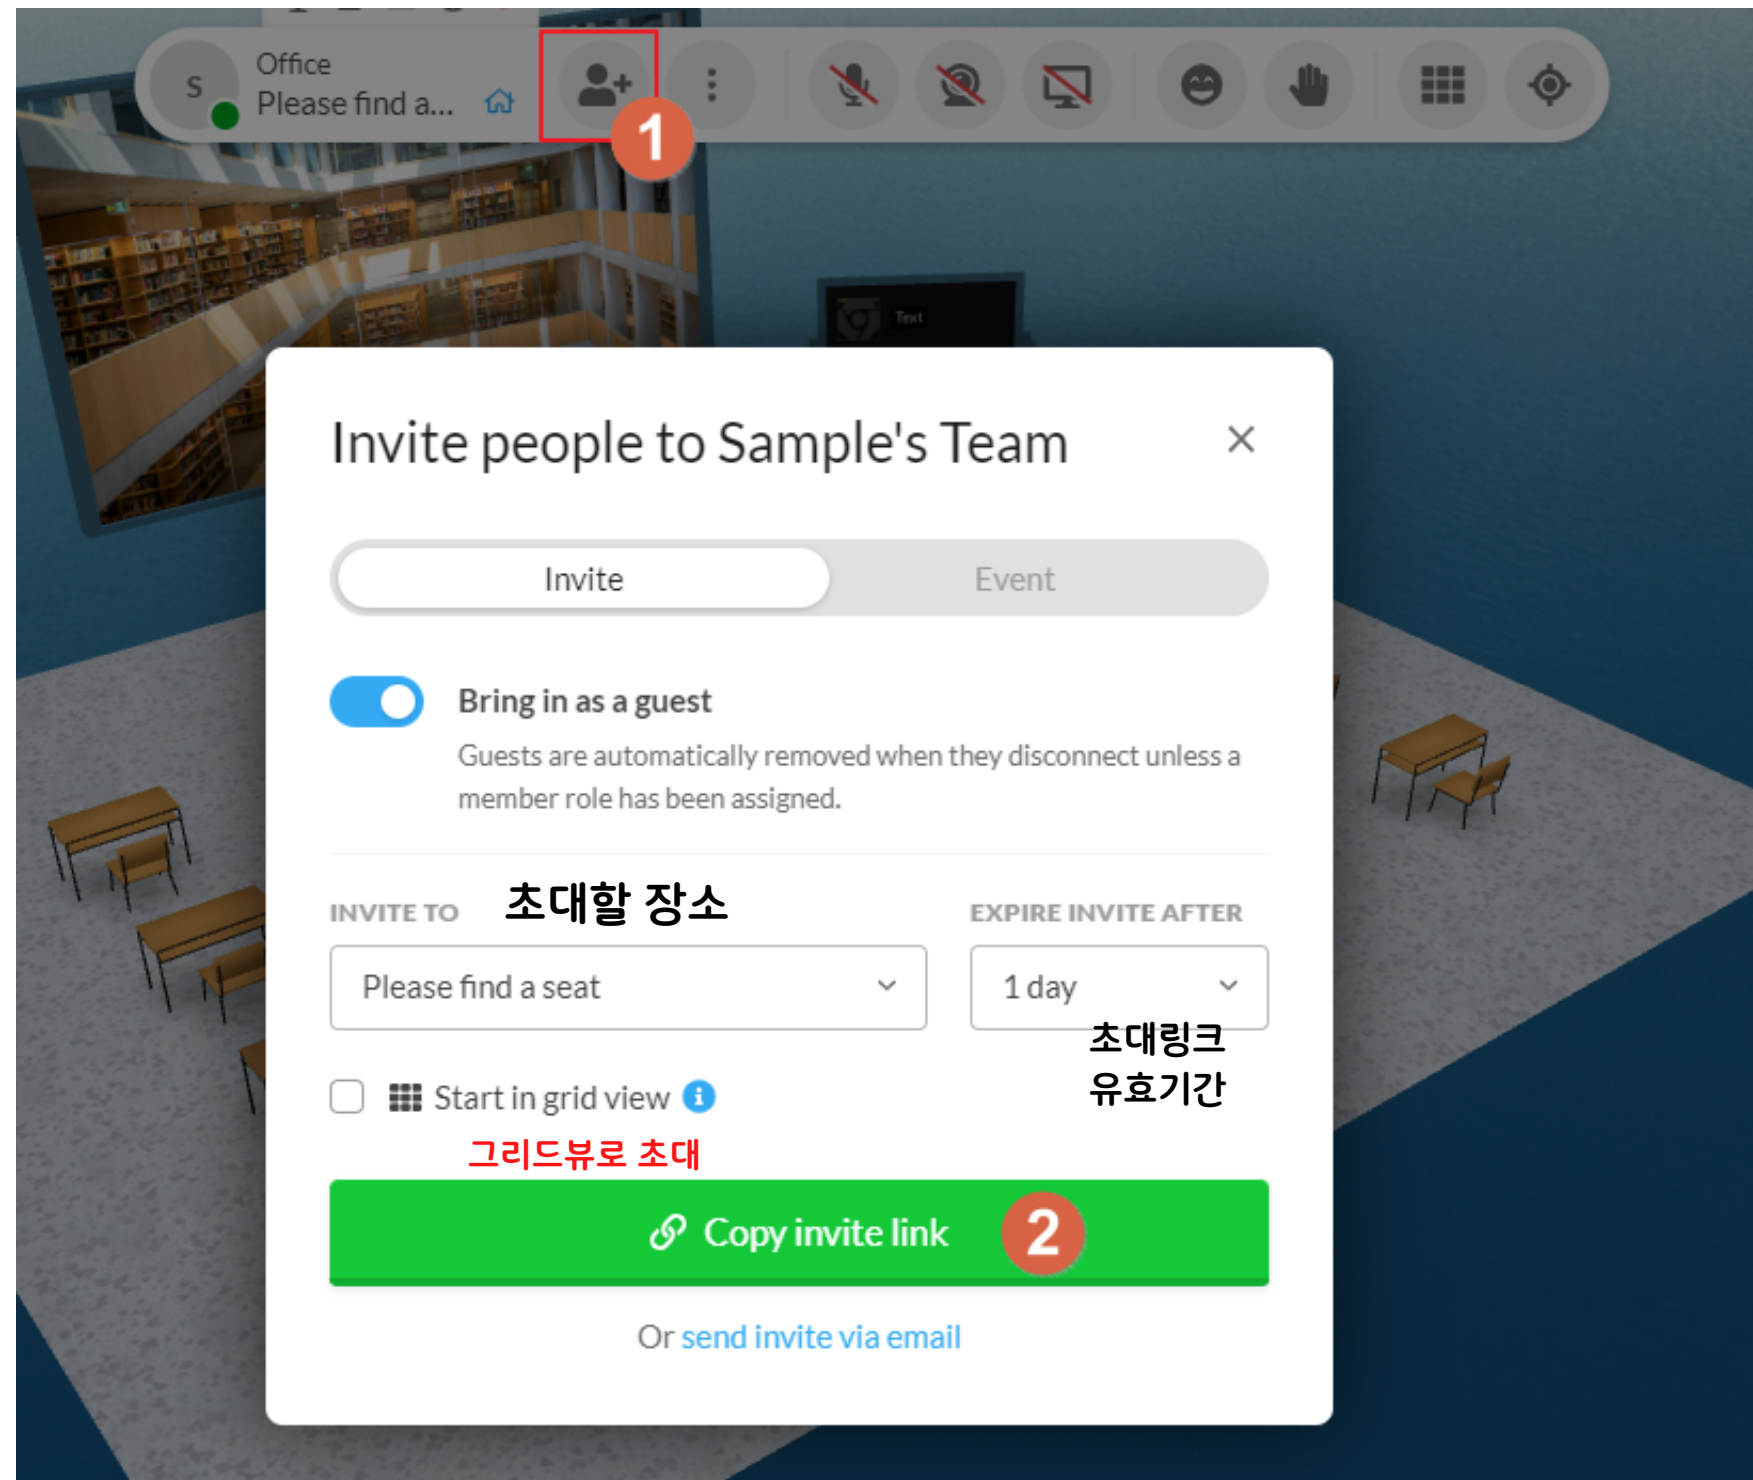 Office
S
Please find a...
1
Text
Invite people to Sample's Team
Invite
Event
Bring in as a guest
Guests are automatically removed when they disconnect unless a
member role has been assigned.
INVITE TO
초대할 장소
EXPIRE INVITE AFTER
Please find a seat
1 day
초대링크
유효기간
Start in grid view
그리드뷰로 초대
Copy invite link
2
Or send invite via email